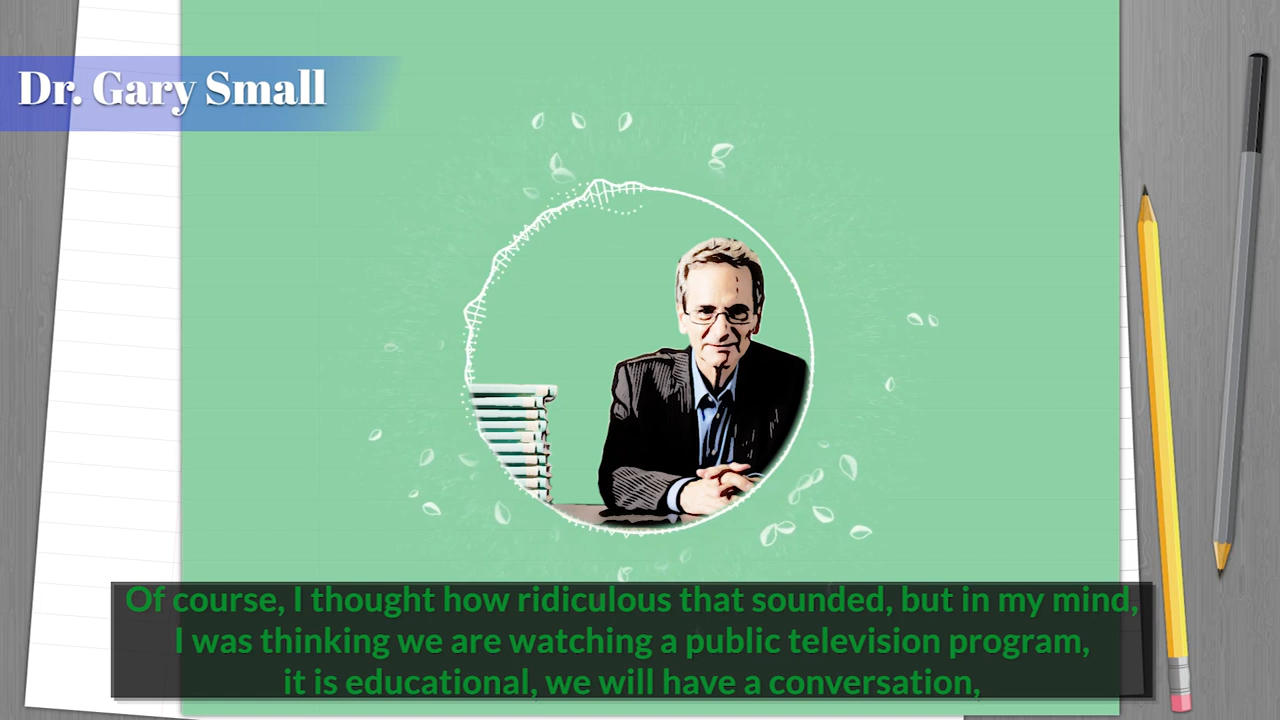 Dr. Gary Small
Of course, I thought how ridiculous that sounded, but in my mind,
I was thinking we are watching a public television program,
it is educational, we will have a conversation,